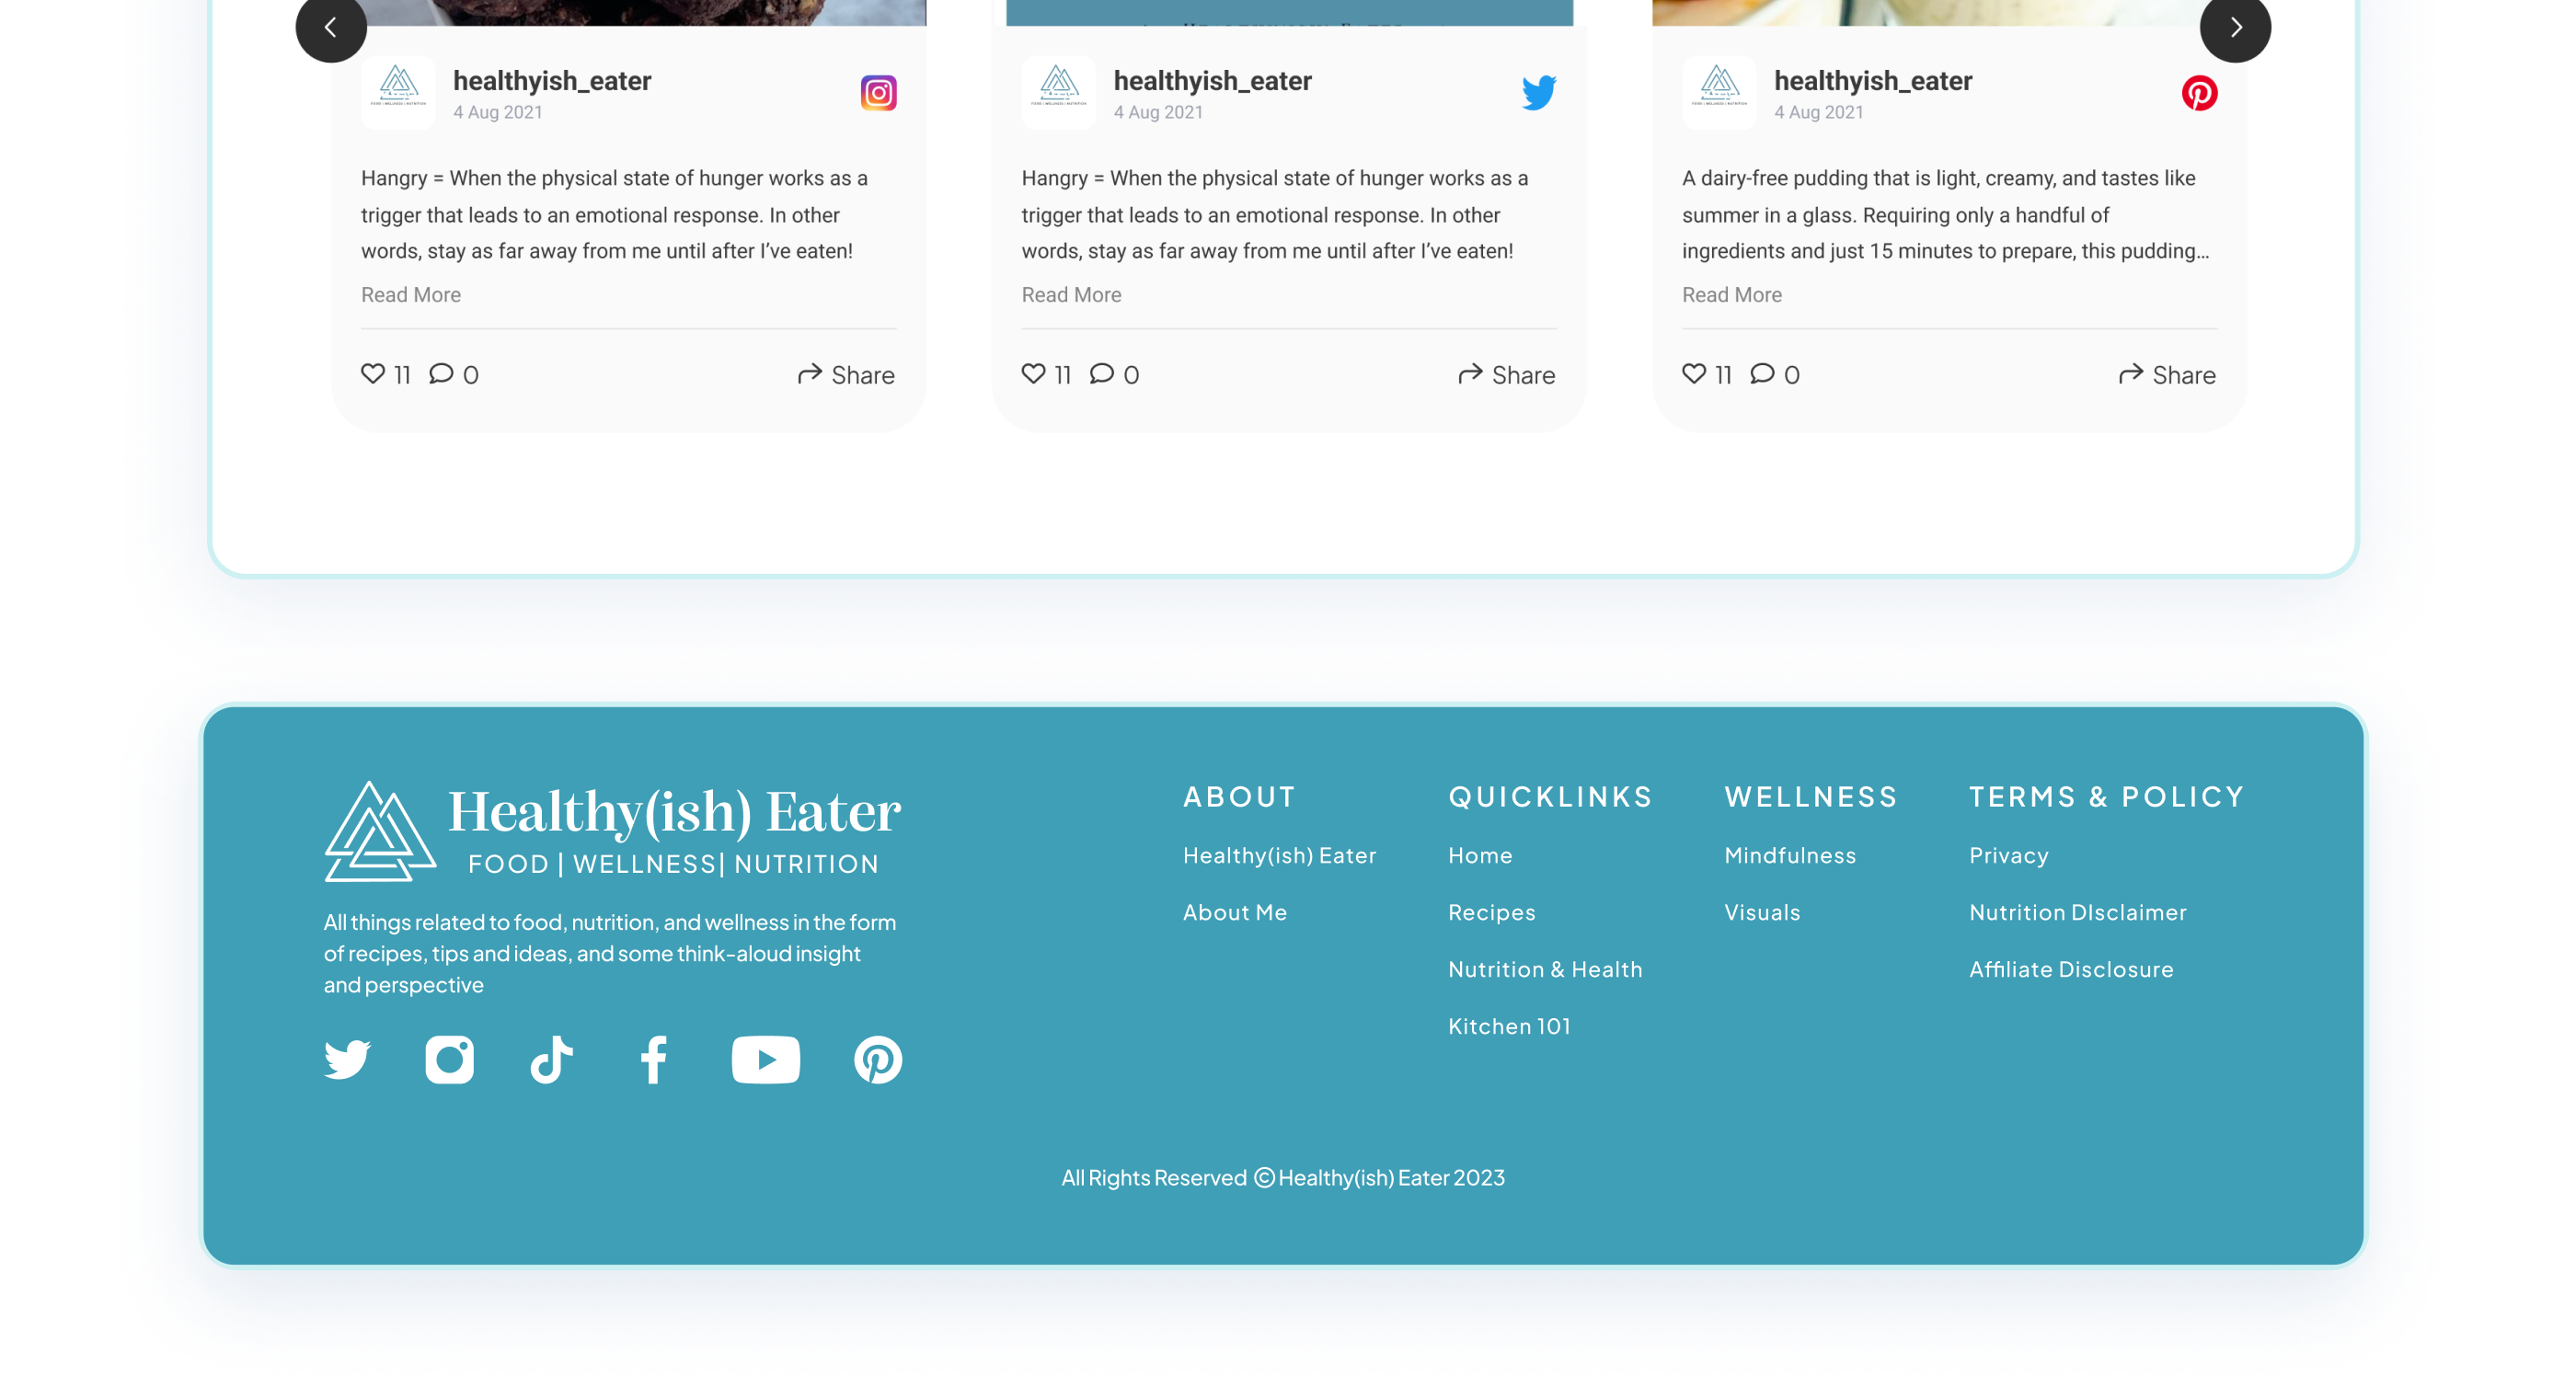 healthyish_eater
4 Aug 2021
Hangry = When the physical state of hunger works as a
trigger that leads to an emotional response. In other
words, stay as far away from me until after I've eaten!
Read More
11 0 Share
healthyish_eater
4 Aug 2021
Hangry = When the physical state of hunger works as a
trigger that leads to an emotional response. In other
words, stay as far away from me until after I've eaten!
Read More
11 0 Share
healthyish_eater
4 Aug 2021
A dairy-free pudding that is light, creamy, and tastes like
summer in a glass. Requiring only a handful of
ingredients and just 15 minutes to prepare, this pudding...
Read More
11 0 Share
Healthy(ish) Eater
FOOD | WELLNESS| NUTRITION
All things related to food, nutrition, and wellness in the form
of recipes, tips and ideas, and some think-aloud insight
and perspective
ABOUT
Healthy(ish) Eater
About Me
QUICKLINKS
Home
Recipes
Nutrition & Health
Kitchen 101
WELLNESS
Mindfulness
Visuals
TERMS & POLICY
Privacy
Nutrition DIsclaimer
Affiliate Disclosure
All Rights Reserved © Healthy(ish) Eater 2023